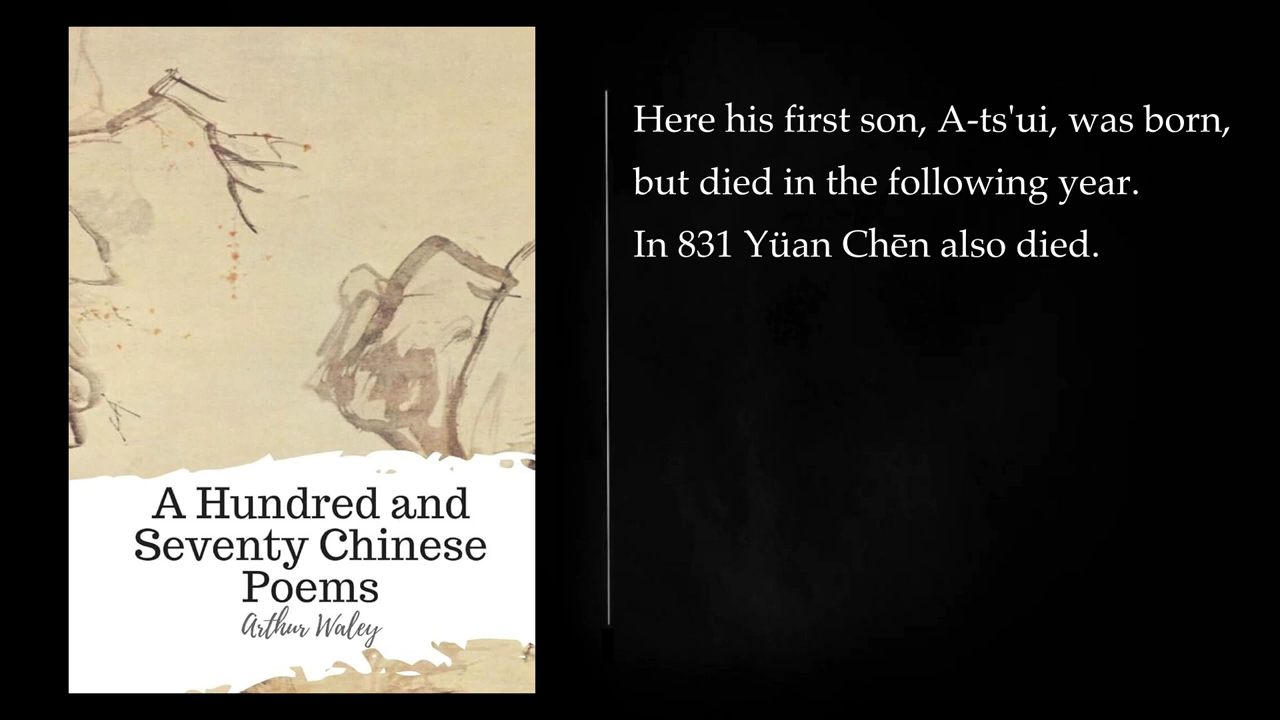 A Hundred and
Seventy Chinese
Poems
Arthur Waley
Here his first son, A-ts'ui, was born,
but died in the following year.
In 831 Yüan Chēn also died.